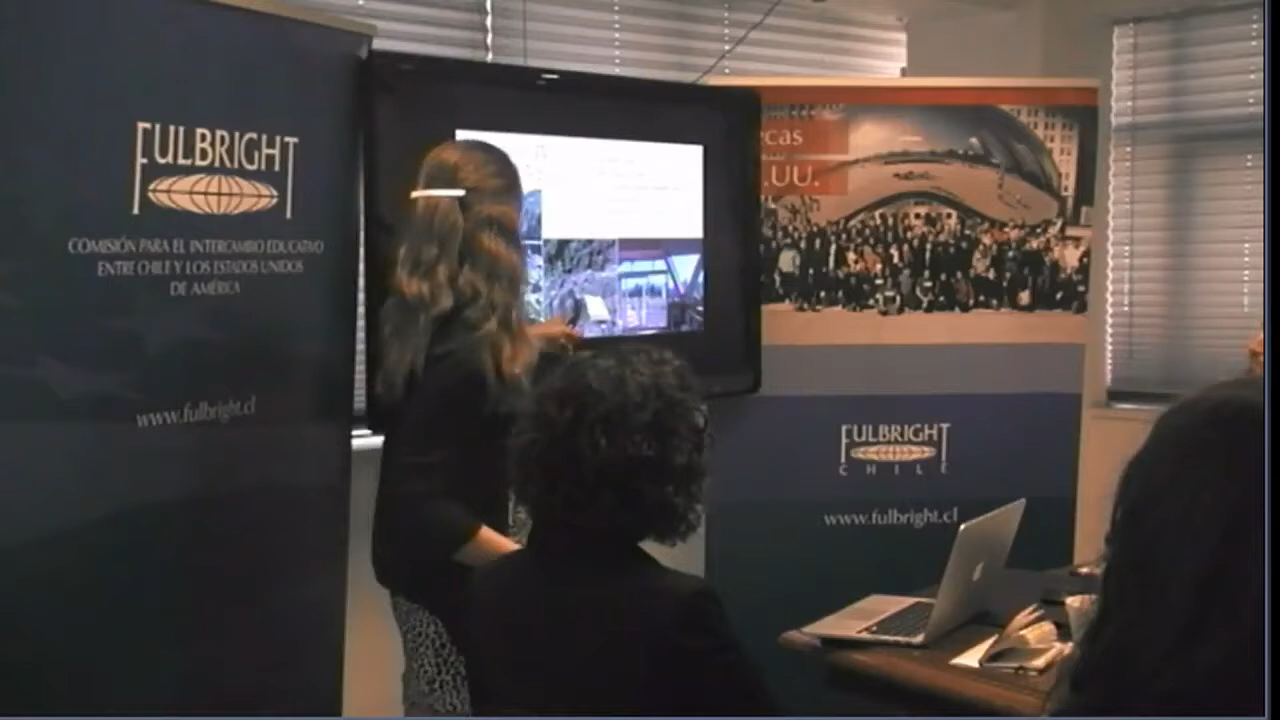 FULBRIGHT
COMISIÓN PARA EL INTERCAMBIO EDUCATIVO
ENTRE CHILE Y LOS ESTADOS UNIDOS
DE AMÉRICA
www.fulbright.cl
ecas
.UU.
FULBRIGHT
CHILE
www.fulbright.cl